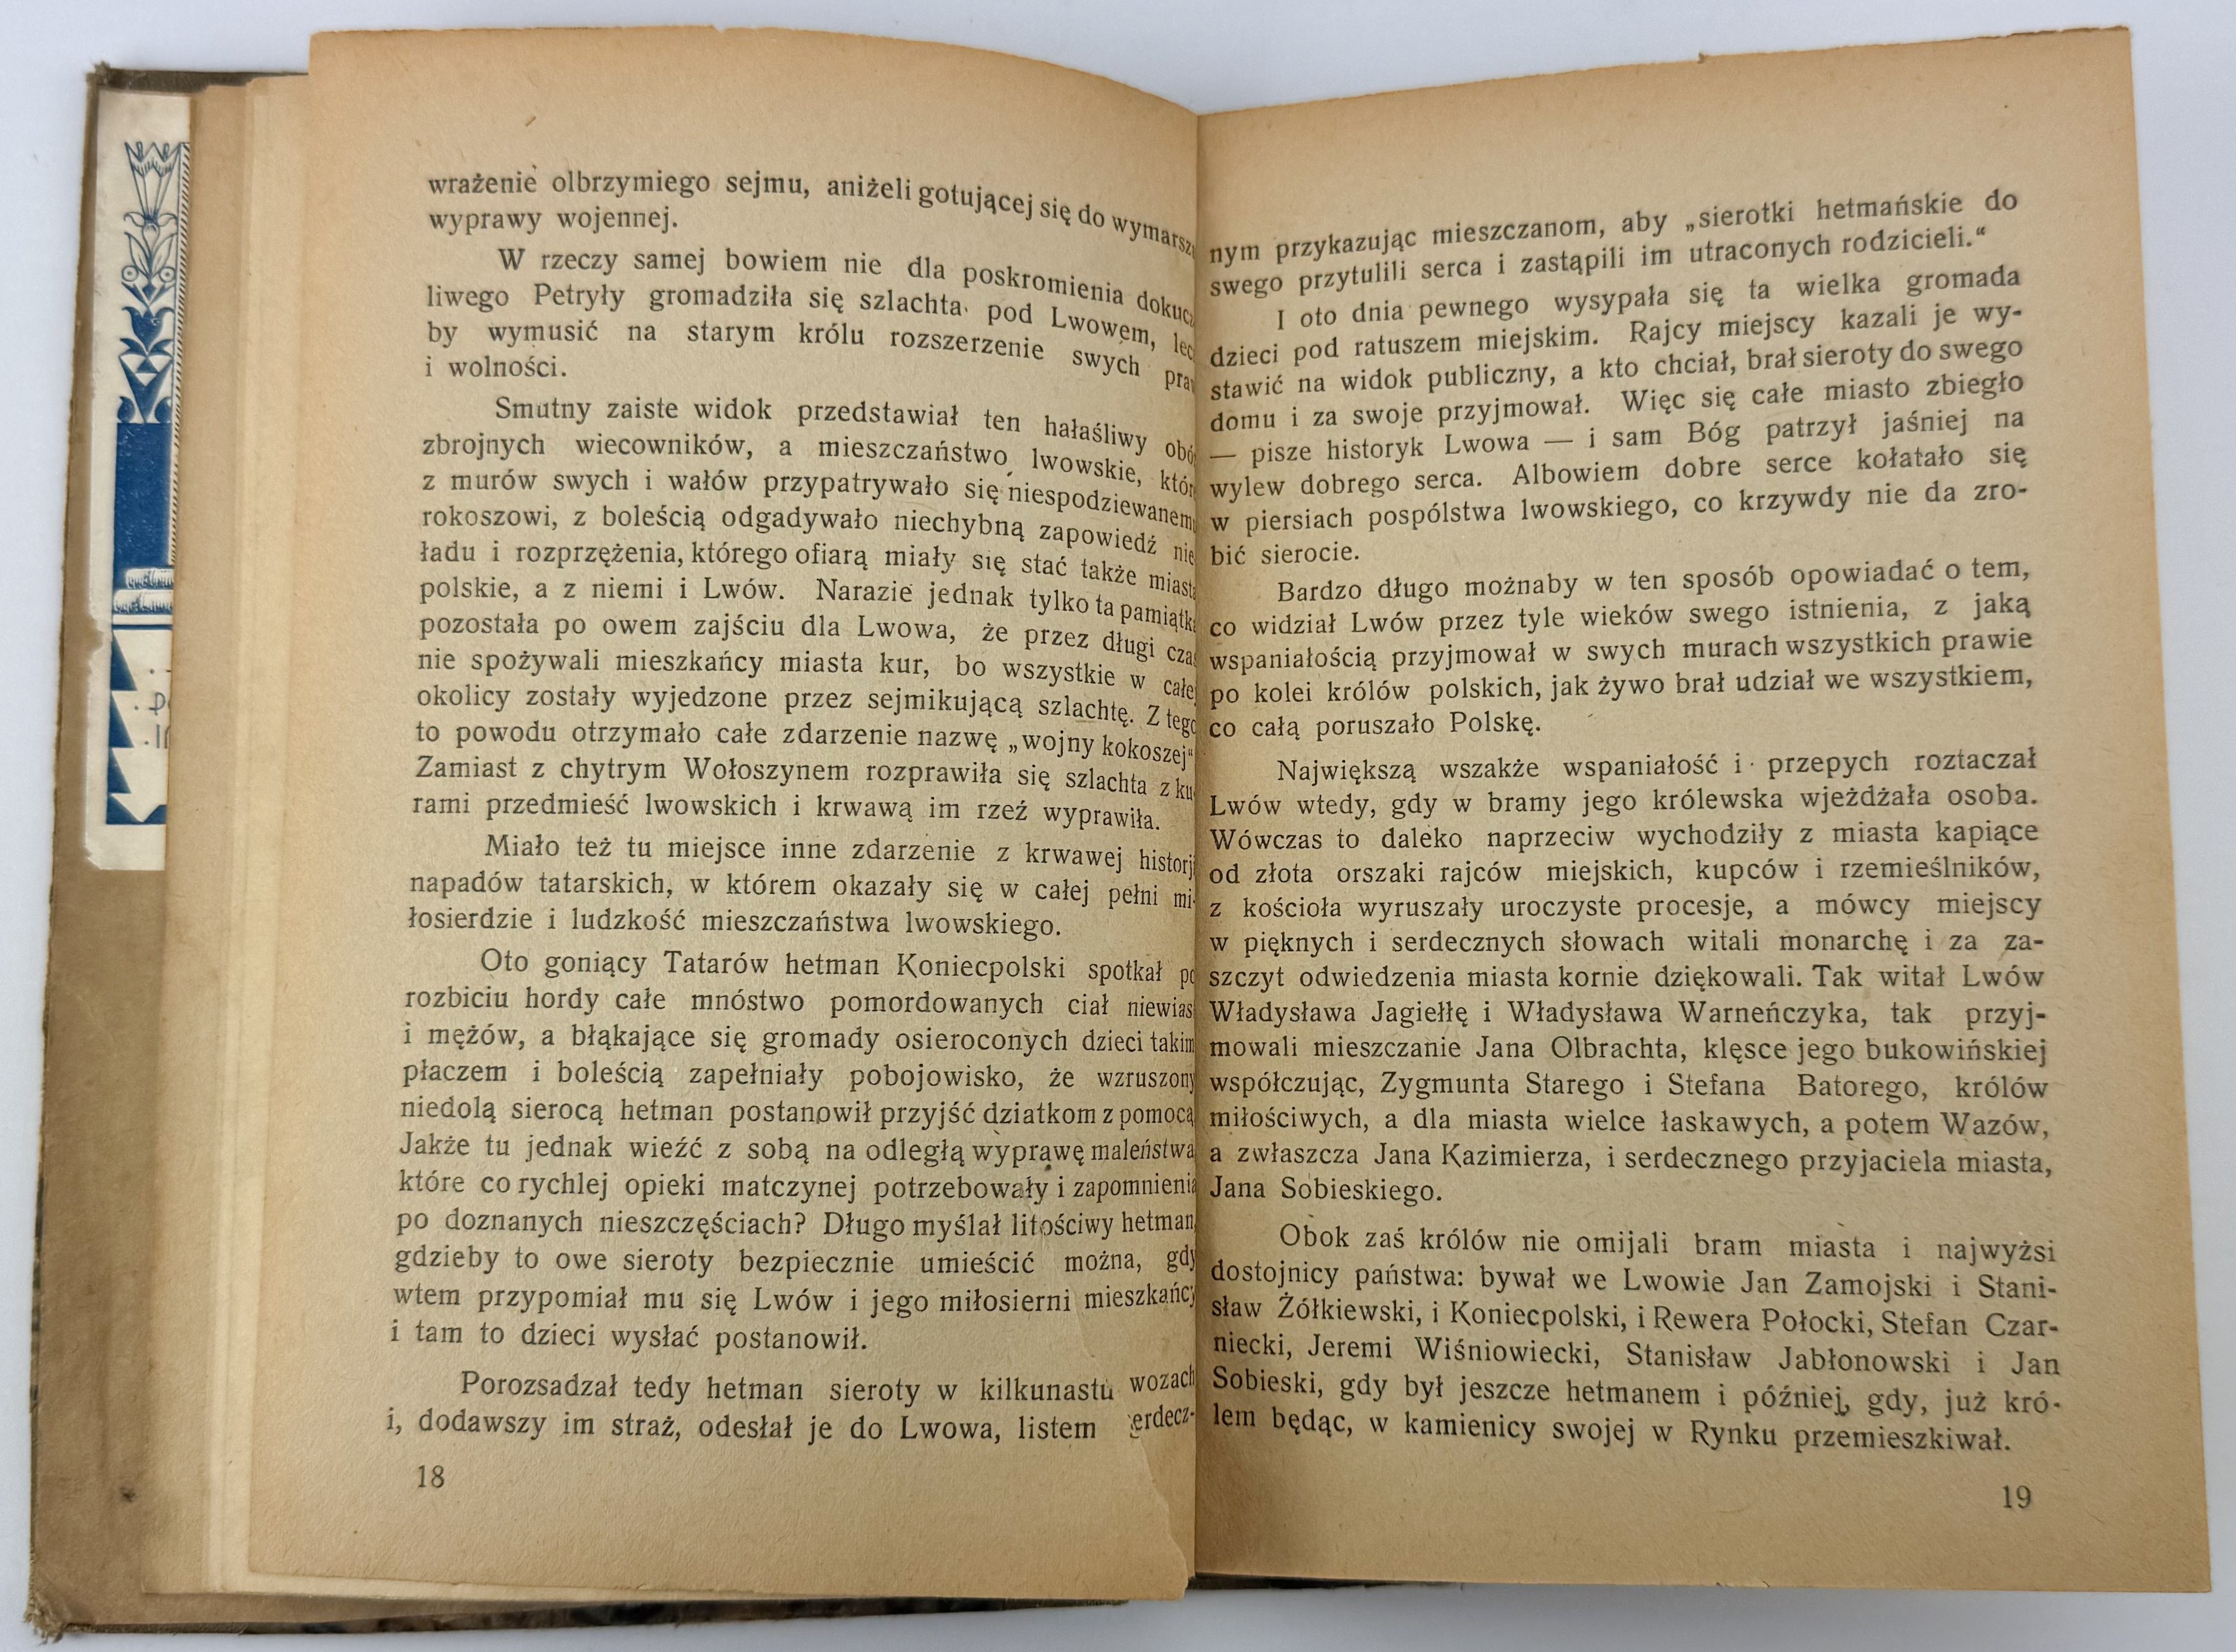 wrażenie olbrzymiego sejmu, aniżeli gotującej się do
wyprawy wojennej.
W rzeczy samej bowiem nie dla poskromienia
liwego Petryły gromadziła się szlachta pod Lwowem,
by wymusić na starym królu rozszerzenie swych
i wolności.
Smutny zaiste widok przedstawiał ten hałaśliwy
zbrojnych wiecowników, a mieszczaństwo lwowskie,
z murów swych i wałów przypatrywało się
rokoszowi, z boleścią odgadywało niechybną zapowiedź
ładu i rozprzężenia, którego ofiarą miały się stać także
polskie, a z niemi i Lwów. Narazie jednak tylko ta
pozostała po owem zajściu dla Lwowa, że przez długi
nie spożywali mieszkańcy miasta kur, bo wszystkie w całej
okolicy zostały wyjedzone przez sejmikującą szlachtę. Z tego
to powodu otrzymało całe zdarzenie nazwę „wojny kokoszej“
Zamiast z chytrym Wołoszynem rozprawiła się szlachta z ku
rami przedmieść lwowskich i krwawą im rzeź wyprawiła.
Miało też tu miejsce inne zdarzenie z krwawej
napadów tatarskich, w którem okazały się w całej pełni mi-
łosierdzie i ludzkość mieszczaństwa lwowskiego.
Oto goniący Tatarów hetman Koniecpolski spotkał
rozbiciu hordy całe mnóstwo pomordowanych ciał
i mężów, a błąkające się gromady osieroconych dzieci takim
płaczem i boleścią zapełniały pobojowisko, że wzruszony
niedolą sierocą hetman postanowił przyjść dziatkom z pomocą
Jakże tu jednak wieźć z sobą na odległą wyprawę maleństwa
które co rychlej opieki matczynej potrzebowały i zapomnienia
po doznanych nieszczęściach? Długo myślał litościwy hetman
gdzieby to owe sieroty bezpiecznie umieścić można, gdy
wtem przypomiał mu się Lwów i jego miłosierni mieszkańcy
i tam to dzieci wysłać postanowił.
Porozsadzał tedy hetman sieroty w kilkunastu wozach
i, dodawszy im straż, odesłał je do Lwowa, listem
18
nym przykazując mieszczanom, aby „sierotki hetmańskie do
swego przytulili serca i zastąpili im utraconych rodzicieli.“
I oto dnia pewnego wysypała się ta wielka gromada
dzieci pod ratuszem miejskim. Rajcy miejscy kazali je wy-
stawić na widok publiczny, a kto chciał, brał sieroty do swego
domu i za swoje przyjmował. Więc się całe miasto zbiegło
— pisze historyk Lwowa — i sam Bóg patrzył jaśniej na
wylew dobrego serca. Albowiem dobre serce kołatało się
w piersiach pospólstwa lwowskiego, co krzywdy nie da zro-
bić sierocie.
Bardzo długo możnaby w ten sposób opowiadać o tem,
co widział Lwów przez tyle wieków swego istnienia, z jaką
wspaniałością przyjmował w swych murach wszystkich prawie
po kolei królów polskich, jak żywo brał udział we wszystkiem,
co całą poruszało Polskę.
Największą wszakże wspaniałość i przepych roztaczał
Lwów wtedy, gdy w bramy jego królewska wjeżdżała osoba.
Wówczas to daleko naprzeciw wychodziły z miasta kapiące
od złota orszaki rajców miejskich, kupców i rzemieślników,
z kościoła wyruszały uroczyste procesje, a mówcy miejscy
w pięknych i serdecznych słowach witali monarchę i za za-
szczyt odwiedzenia miasta kornie dziękowali. Tak witał Lwów
Władysława Jagiełłę i Władysława Warneńczyka, tak przyj-
mowali mieszczanie Jana Olbrachta, klęsce jego bukowińskiej
współczując, Zygmunta Starego i Stefana Batorego, królów
miłościwych, a dla miasta wielce łaskawych, a potem Wazów,
a zwłaszcza Jana Kazimierza, i serdecznego przyjaciela miasta,
Jana Sobieskiego.
Obok zaś królów nie omijali bram miasta i najwyżsi
dostojnicy państwa: bywał we Lwowie Jan Zamojski i Stani-
sław Żółkiewski, i Koniecpolski, i Rewera Połocki, Stefan Czar-
niecki, Jeremi Wiśniowiecki, Stanisław Jabłonowski i Jan
Sobieski, gdy był jeszcze hetmanem i później, gdy, już kró-
lem będąc, w kamienicy swojej w Rynku przemieszkiwał.
19